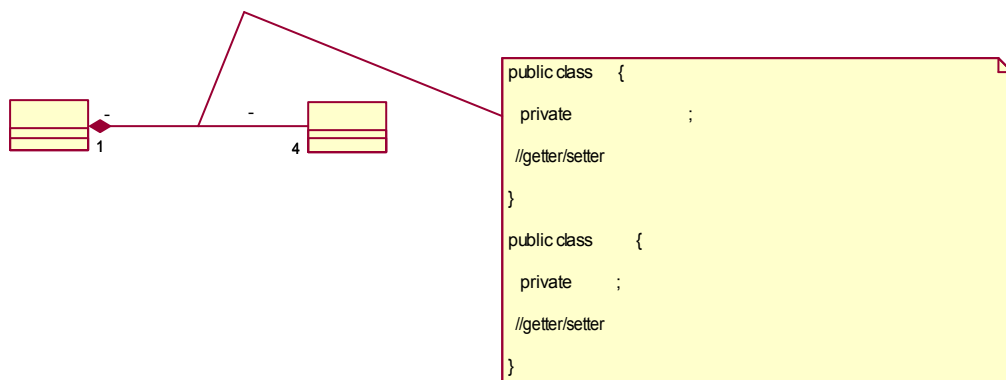 -
-
1
4
public class {
private ;
//getter/setter
}
public class {
private ;
//getter/setter
}